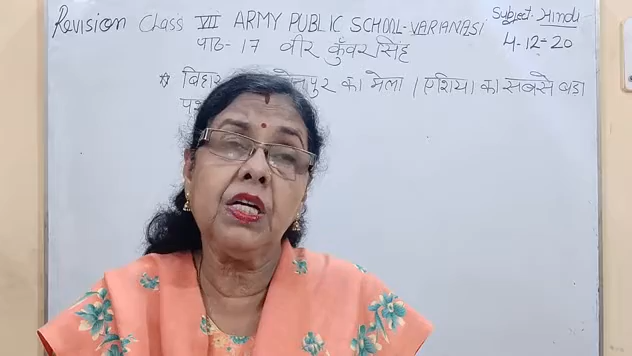 Revision Class VII ARMY PUBLIC SCHOOL-VARANASI
Subject-Hindi
4-12-20
पाठ-17 वीर कुँवर सिंह
* बिहार का मेला / एशिया का सबसे बडा